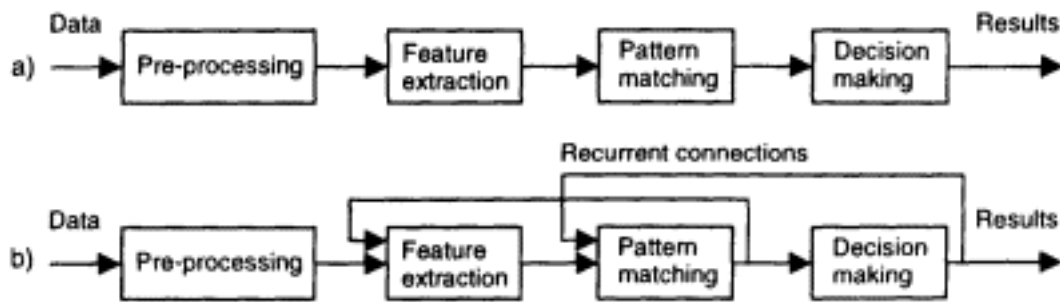 Data
Results
a)
Pre-processing
Feature
extraction
Pattern
matching
Decision
making
Recurrent connections
Data
Results
b)
Pre-processing
Feature
extraction
Pattern
matching
Decision
making